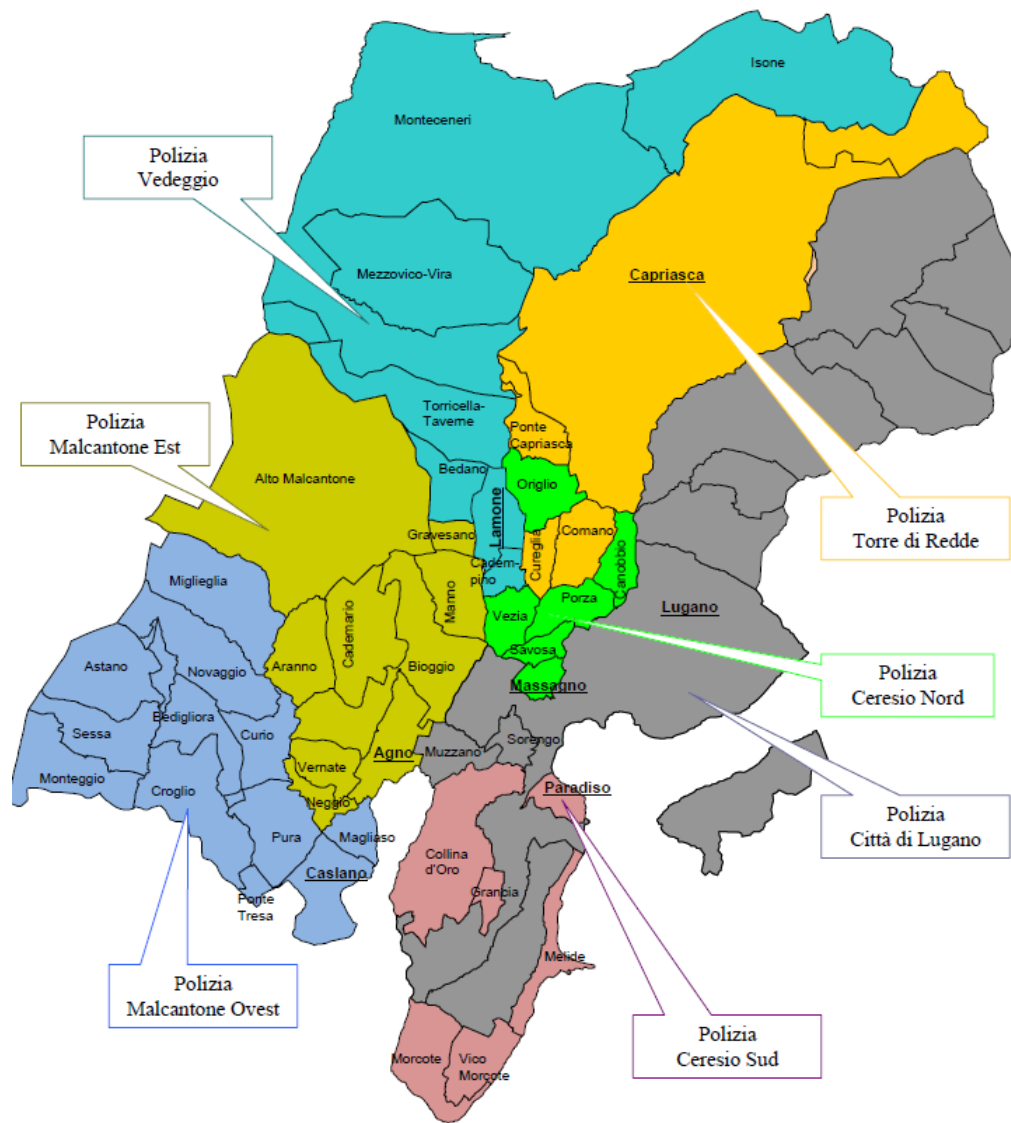 Isone
Monteceneri
Polizia
Vedeggio
Mezzovico-Vira
Capriasca
Torricella-
Taverne
Ponte
Capriasca
Polizia
Malcantone Est
Bedano
Alto Malcantone
Origlio
Lamone
Polizia
Torre di Redde
Gravesano
Comano
Cureglia
Canobbio
Cadem-
pino
Miglieglia
Manno
Cademario
Porza
Lugano
Vezia
Savosa
Astano
Novaggio
Aranno
Bioggio
Massagno
Polizia
Ceresio Nord
Bedigliora
Sessa
Curio
Agno
Muzzano
Sorengo
Vernate
Monteggio
Croglio
Neggio
Paradiso
Polizia
Città di Lugano
Pura
Magliaso
Collina
d'Oro
Caslano
Grancia
Ponte
Tresa
Melide
Polizia
Malcantone Ovest
Polizia
Ceresio Sud
Morcote
Vico
Morcote